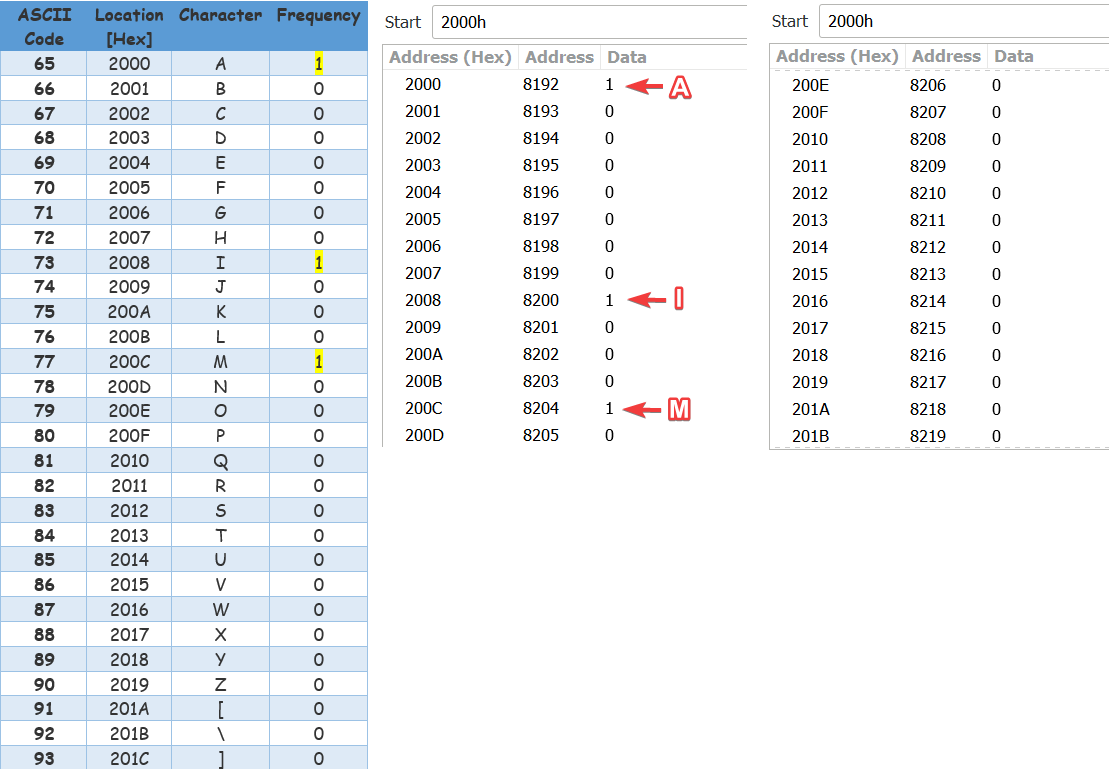 ASCII Code Location [Hex] Character Frequency
65 2000 A 1
66 2001 B 0
67 2002 C 0
68 2003 D 0
69 2004 E 0
70 2005 F 0
71 2006 G 0
72 2007 H 0
73 2008 I 1
74 2009 J 0
75 200A K 0
76 200B L 0
77 200C M 1
78 200D N 0
79 200E O 0
80 200F P 0
81 2010 Q 0
82 2011 R 0
83 2012 S 0
84 2013 T 0
85 2014 U 0
86 2015 V 0
87 2016 W 0
88 2017 X 0
89 2018 Y 0
90 2019 Z 0
91 201A [ 0
92 201B \ 0
93 201C ] 0
Start 2000h
Address (Hex) Address Data
2000 8192 1 A
2001 8193 0
2002 8194 0
2003 8195 0
2004 8196 0
2005 8197 0
2006 8198 0
2007 8199 0
2008 8200 1 I
2009 8201 0
200A 8202 0
200B 8203 0
200C 8204 1 M
200D 8205 0
Start 2000h
Address (Hex) Address Data
200E 8206 0
200F 8207 0
2010 8208 0
2011 8209 0
2012 8210 0
2013 8211 0
2014 8212 0
2015 8213 0
2016 8214 0
2017 8215 0
2018 8216 0
2019 8217 0
201A 8218 0
201B 8219 0